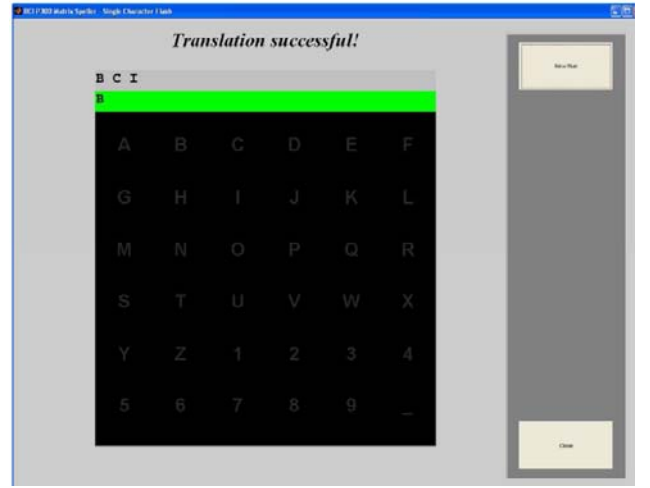 BCI P300 Matrix Speller - Single Character Flash
Translation successful!
B C I
B
A B C D E F
G H I J K L
M N O P Q R
S T U V W X
Y Z 1 2 3 4
5 6 7 8 9 _
Close